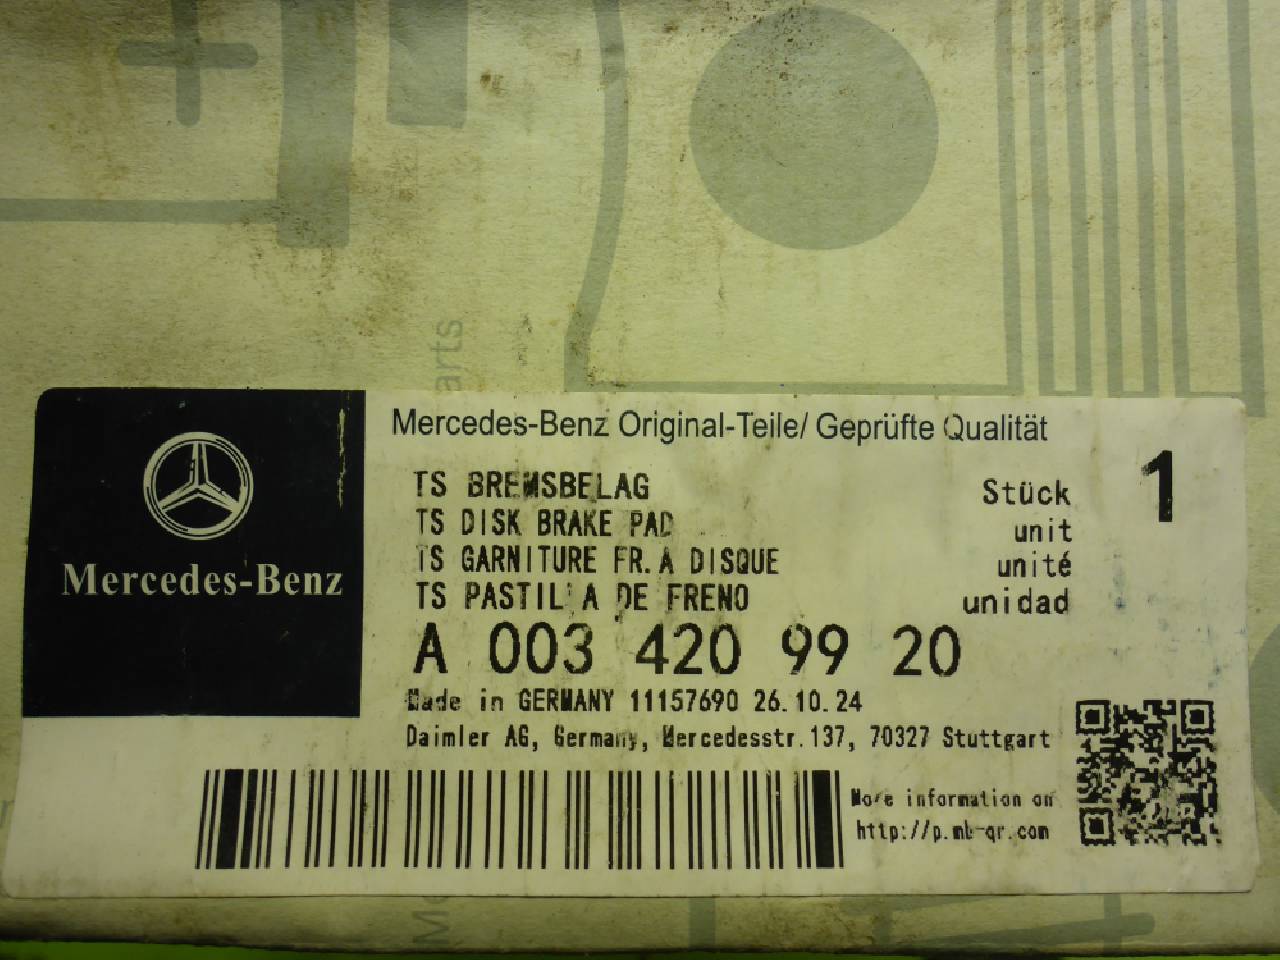 arts
Mercedes-Benz
Mercedes-Benz Original-Teile/ Geprüfte Qualität
TS BREMSBELAG Stück 1
TS DISK BRAKE PAD unit
TS GARNITURE FR.A DISQUE unité
TS PASTILLA DE FRENO unidad
A 003 420 99 20
Made in GERMANY 11157690 26.10.24
Daimler AG, Germany, Mercedesstr.137, 70327 Stuttgart
More information on
http://p.mb-qr.com